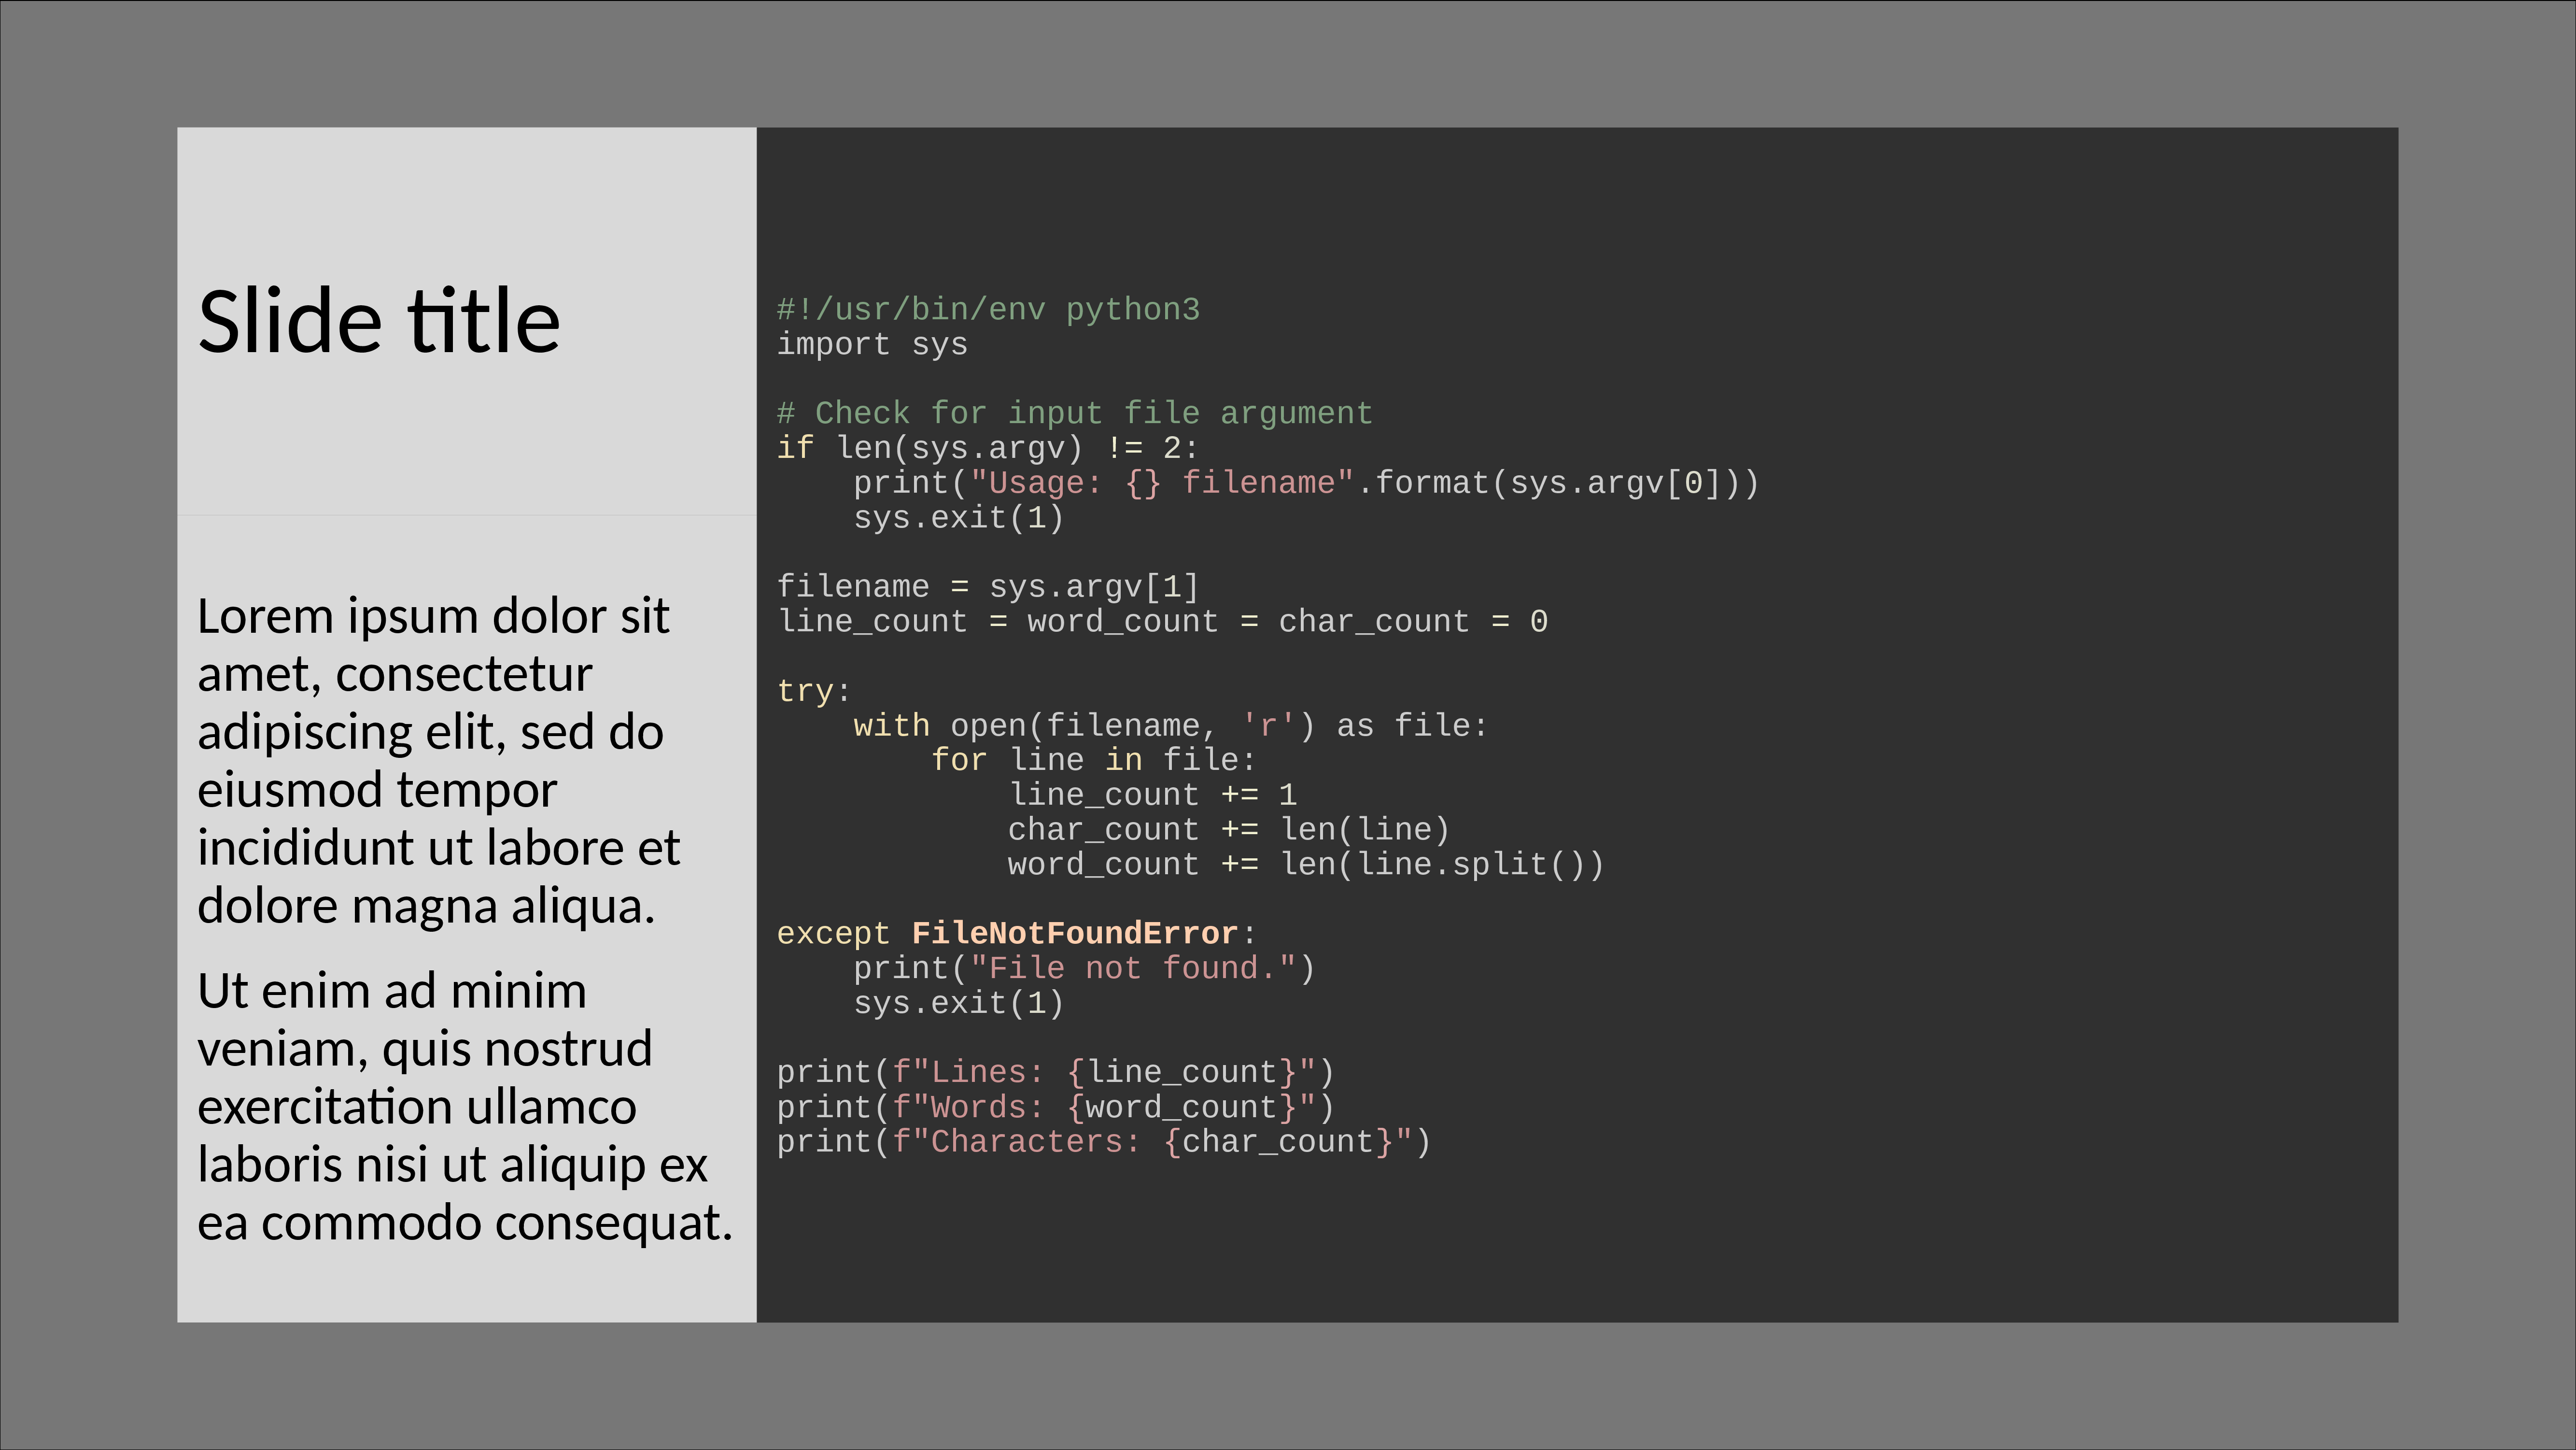 Slide title
Lorem ipsum dolor sit
amet, consectetur
adipiscing elit, sed do
eiusmod tempor
incididunt ut labore et
dolore magna aliqua.
Ut enim ad minim
veniam, quis nostrud
exercitation ullamco
laboris nisi ut aliquip ex
ea commodo consequat.
#!/usr/bin/env python3
import sys

# Check for input file argument
if len(sys.argv) != 2:
    print("Usage: {} filename".format(sys.argv[0]))
    sys.exit(1)

filename = sys.argv[1]
line_count = word_count = char_count = 0

try:
    with open(filename, 'r') as file:
        for line in file:
            line_count += 1
            char_count += len(line)
            word_count += len(line.split())

except FileNotFoundError:
    print("File not found.")
    sys.exit(1)

print(f"Lines: {line_count}")
print(f"Words: {word_count}")
print(f"Characters: {char_count}")